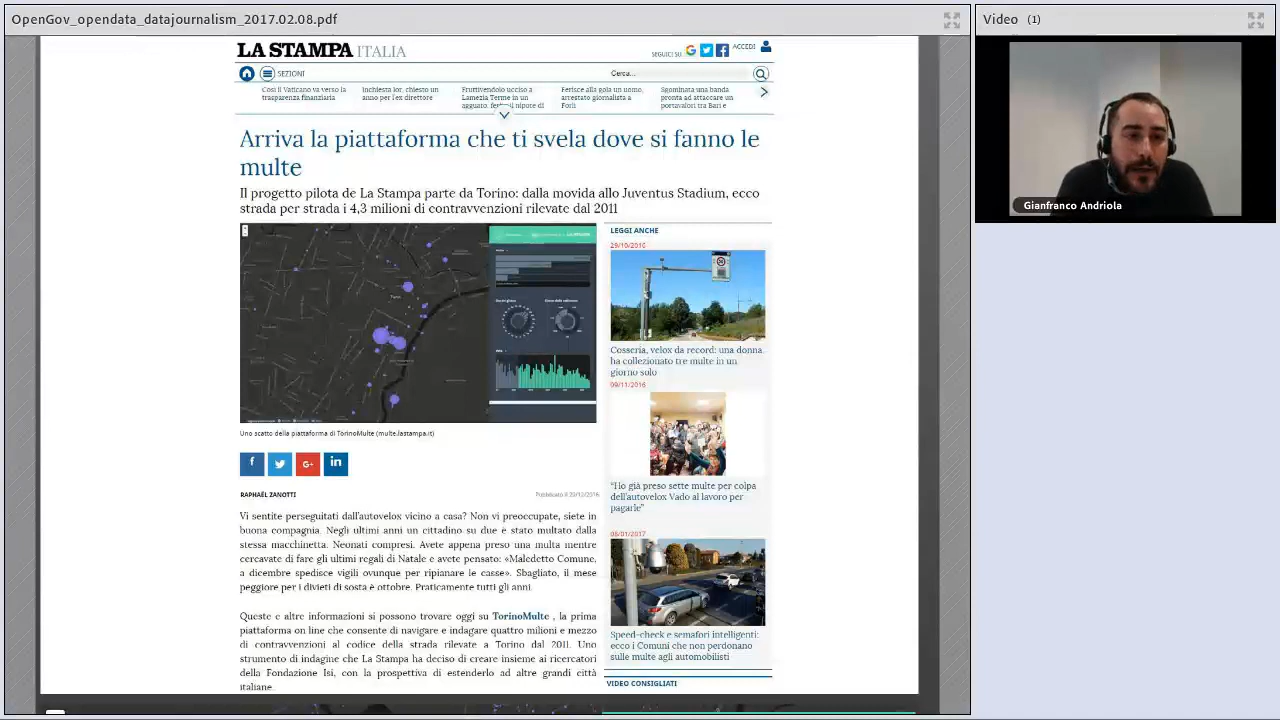 OpenGov_opendata_datajournalism_2017.02.08.pdf
Video (1)
LA STAMPA ITALIA
SEGUICI SU
ACCEDI
SEZIONI
Cerca...
Così il Vaticano va verso la trasparenza finanziaria
Inchiesta Ior, chiesto un anno per l'ex direttore
Fruttivendolo ucciso a Lamezia Terme in un
Ferisce alla gola un uomo, arrestato giornalista a Forlì
Sgominata una banda pronta ad attaccare un portavalori tra Bari e
Arriva la piattaforma che ti svela dove si fanno le
multe
Il progetto pilota de La Stampa parte da Torino: dalla movida allo Juventus Stadium, ecco
strada per strada i 4,3 milioni di contravvenzioni rilevate dal 2011
Uno scatto della piattaforma di TorinoMulte (multe.lastampa.it)
RAPHAËL ZANOTTI
Vi sentite perseguitati dall'autovelox vicino a casa? Non vi preoccupate, siete in
buona compagnia. Negli ultimi anni un cittadino su due è stato multato dalla
stessa macchinetta. Neonati compresi. Avete appena preso una multa mentre
cercavate di fare gli ultimi regali di Natale e avete pensato: «Maledetto Comune,
a dicembre spedisce vigili ovunque per ripianare le casse». Sbagliato, il mese
peggiore per i divieti di sosta è ottobre. Praticamente tutti gli anni.
Queste e altre informazioni si possono trovare oggi su TorinoMulte , la prima
piattaforma on line che consente di navigare e indagare quattro milioni e mezzo
di contravvenzioni al codice della strada rilevate a Torino dal 2011. Uno
strumento di indagine che La Stampa ha deciso di creare insieme ai ricercatori
della Fondazione Isi, con la prospettiva di estenderlo ad altre grandi città
italiane.
LEGGI ANCHE
29/10/2016
Cosseria, velox da record: una donna
ha collezionato tre multe in un
giorno solo
09/11/2016
"Ho già preso sette multe per colpa
dell'autovelox Vado al lavoro per
pagarle"
08/01/2017
Speed-check e semafori intelligenti:
ecco i Comuni che non perdonano
sulle multe agli automobilisti
VIDEO CONSIGLIATI
Gianfranco Andriola